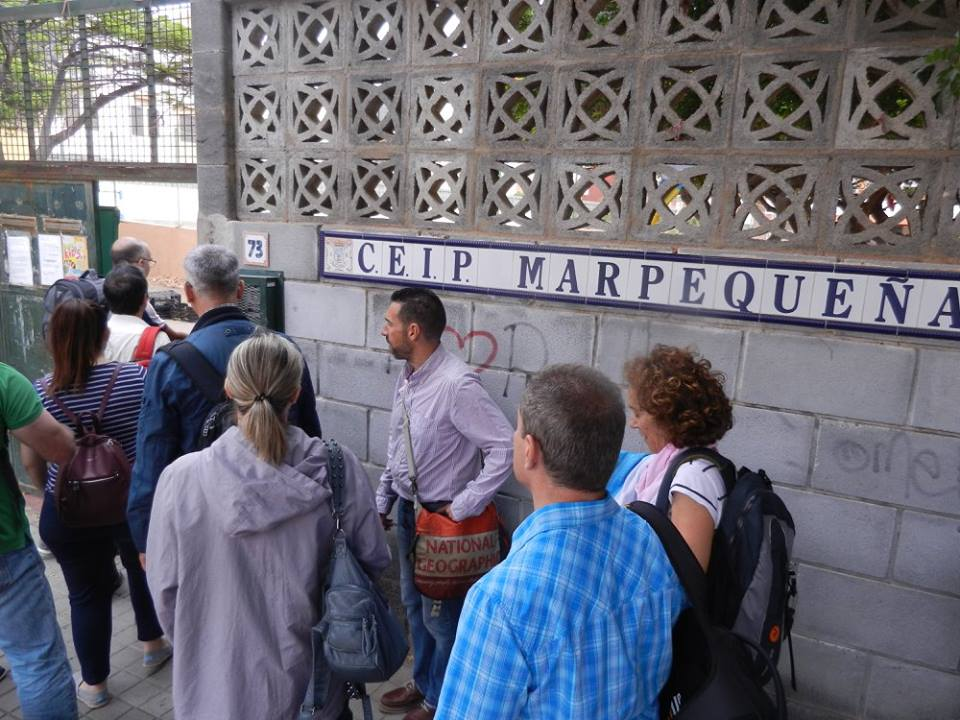 73
C.E.I.P. MARPEQUEÑA
NATIONAL
GEOGRAPH